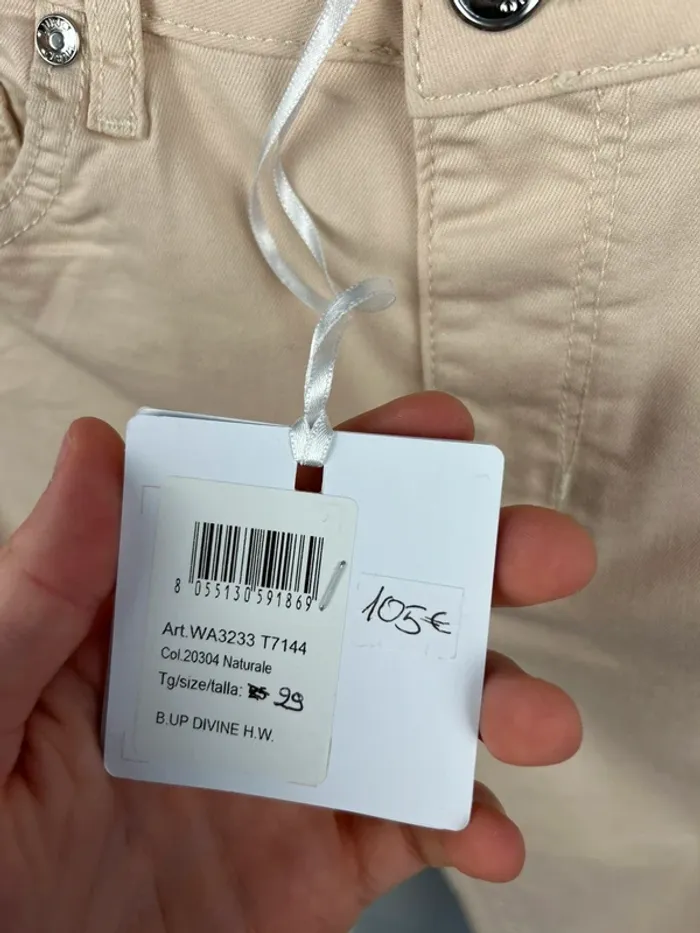 8 055130 591869
105€
Art.WA3233 T7144
Col.20304 Naturale
Tg/size/talla: 25 29
B.UP DIVINE H.W.